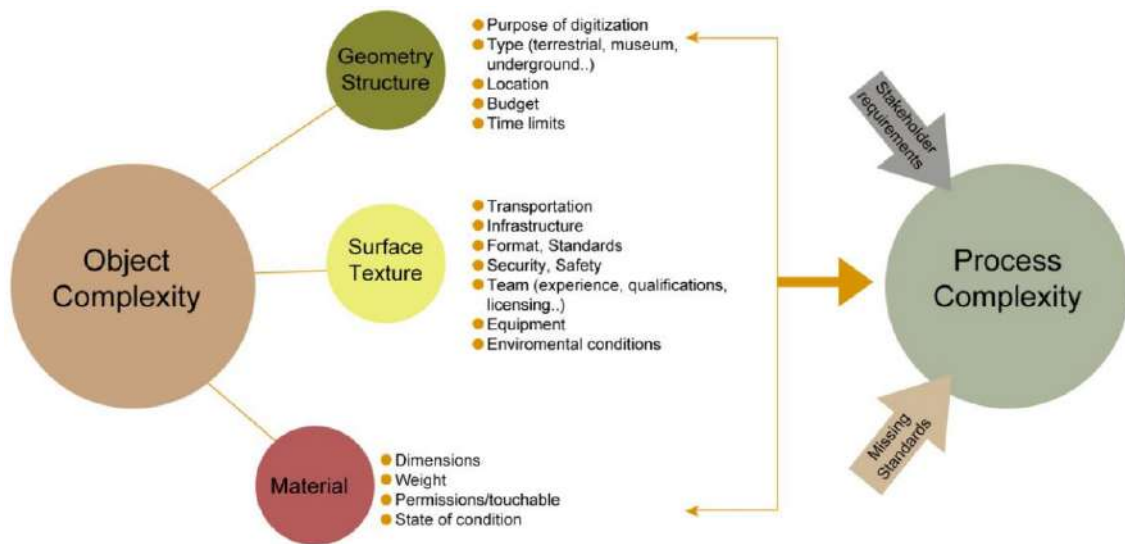 Object
Complexity
Geometry
Structure
Purpose of digitization
Type (terrestrial, museum,
underground..)
Location
Budget
Time limits
Surface
Texture
Transportation
Infrastructure
Format, Standards
Security, Safety
Team (experience, qualifications,
licensing..)
Equipment
Enviromental conditions
Material
Dimensions
Weight
Permissions/touchable
State of condition
Stakeholder
requirements
Process
Complexity
Missing
Standards